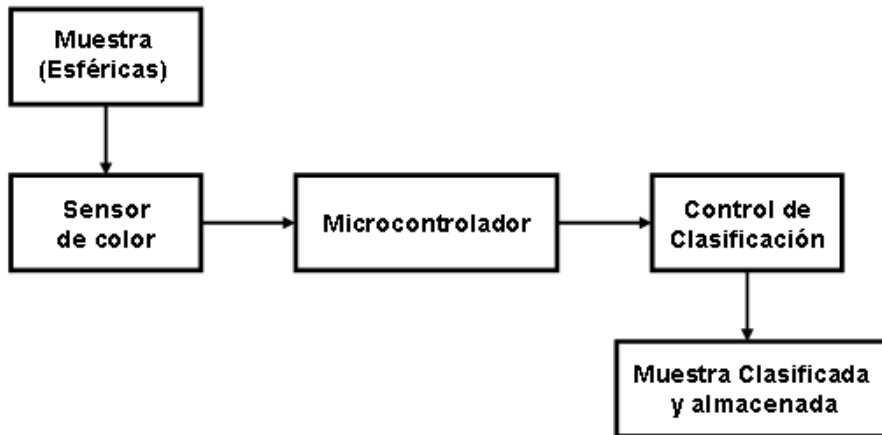 Muestra
(Esféricas)
Sensor
de color
Microcontrolador
Control de
Clasificación
Muestra Clasificada
y almacenada